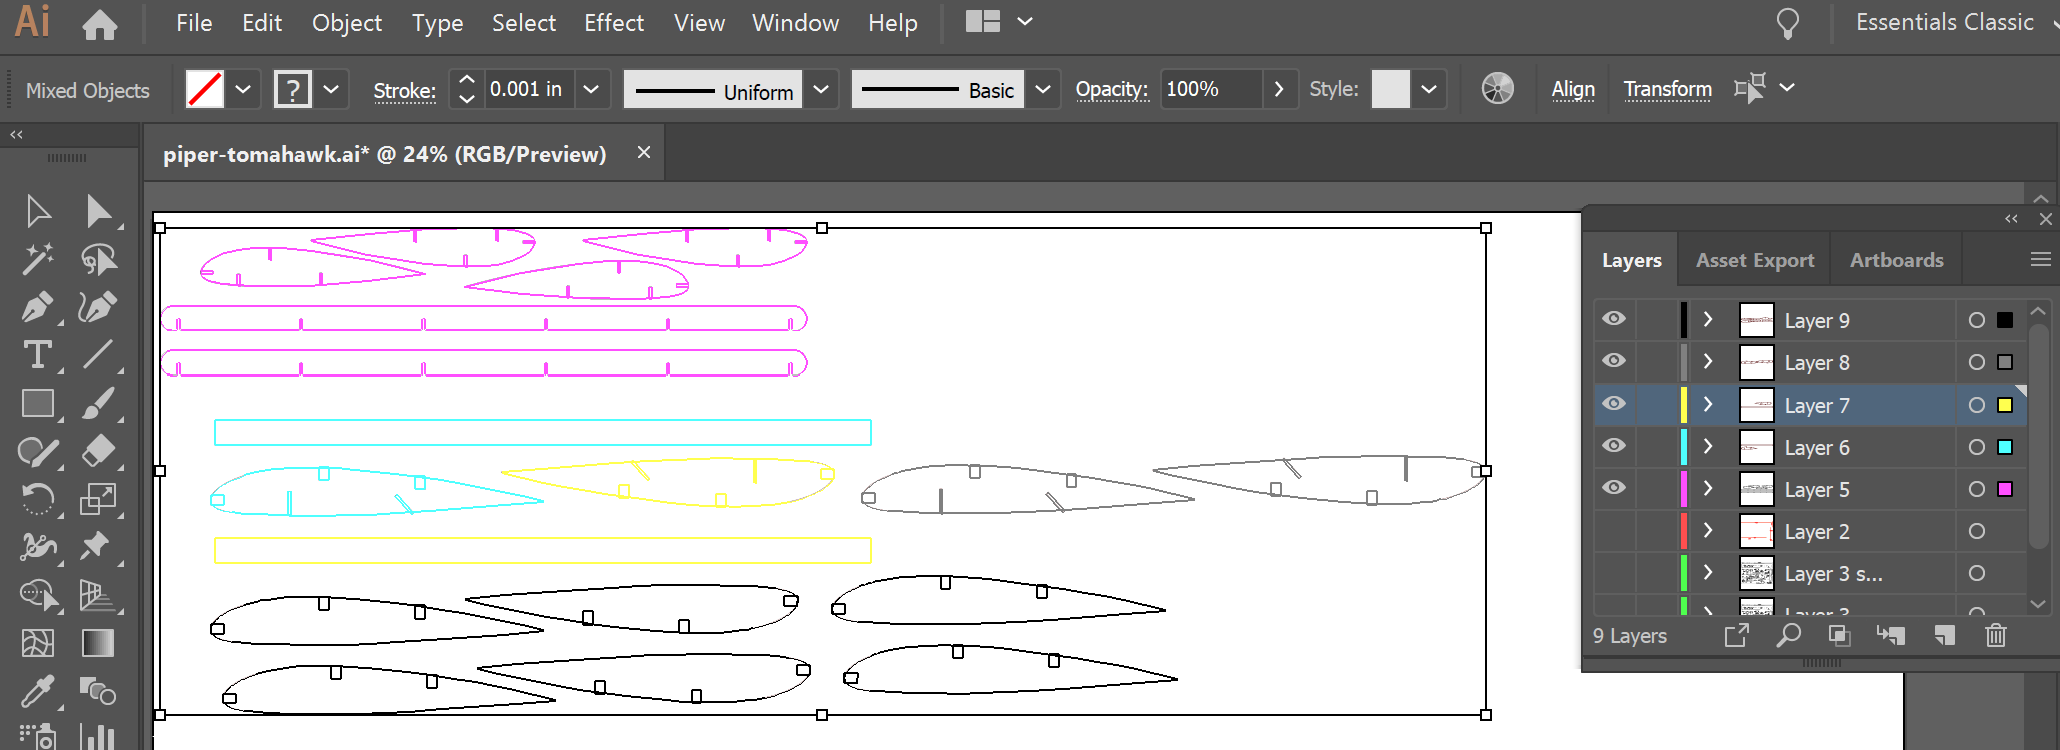 Ai File Edit Object Type Select Effect View Window Help Essentials Classic
Mixed Objects ? Stroke: 0.001 in Uniform Basic Opacity: 100% Style: Align Transform
piper-tomahawk.ai* @ 24% (RGB/Preview)
Layers Asset Export Artboards
Layer 9
Layer 8
Layer 7
Layer 6
Layer 5
Layer 2
Layer 3 s...
Layer 3
9 Layers